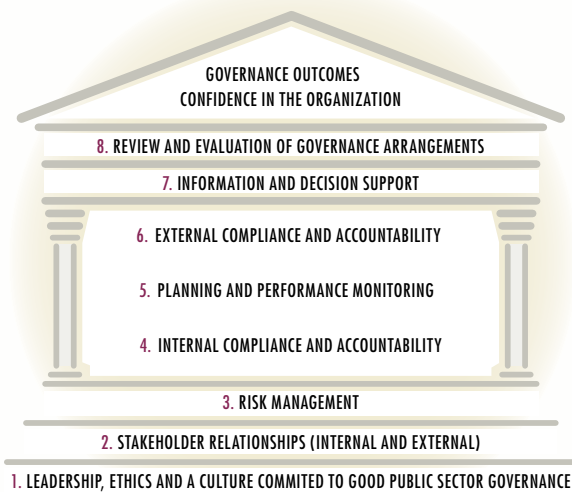 GOVERNANCE OUTCOMES
CONFIDENCE IN THE ORGANIZATION
8. REVIEW AND EVALUATION OF GOVERNANCE ARRANGEMENTS
7. INFORMATION AND DECISION SUPPORT
6. EXTERNAL COMPLIANCE AND ACCOUNTABILITY
5. PLANNING AND PERFORMANCE MONITORING
4. INTERNAL COMPLIANCE AND ACCOUNTABILITY
3. RISK MANAGEMENT
2. STAKEHOLDER RELATIONSHIPS (INTERNAL AND EXTERNAL)
1. LEADERSHIP, ETHICS AND A CULTURE COMMITED TO GOOD PUBLIC SECTOR GOVERNANCE